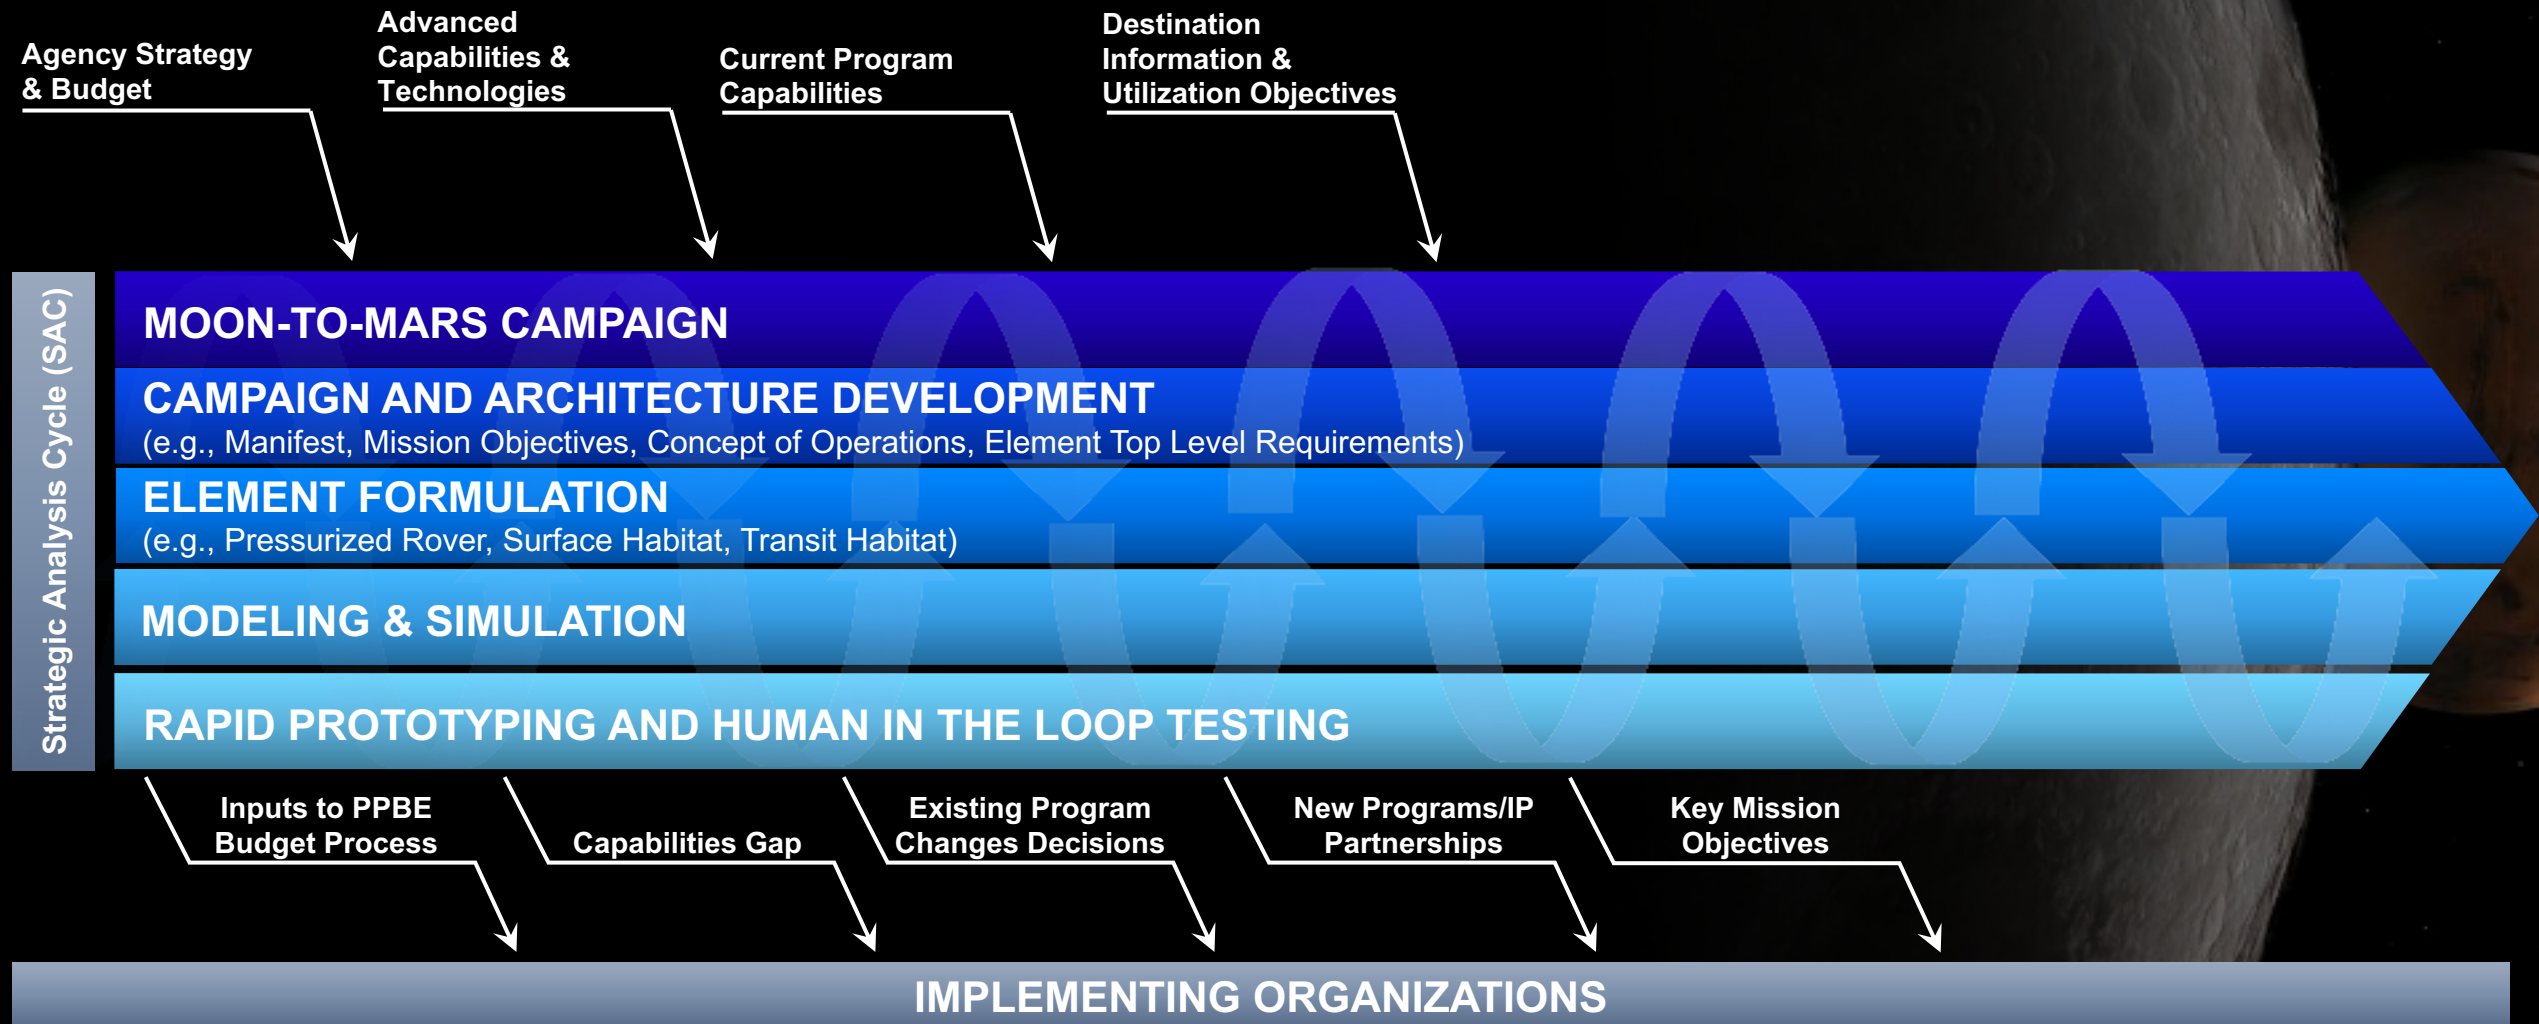 Agency Strategy
& Budget
Advanced
Capabilities &
Technologies
Current Program
Capabilities
Destination
Information &
Utilization Objectives
Strategic Analysis Cycle (SAC)
MOON-TO-MARS CAMPAIGN
CAMPAIGN AND ARCHITECTURE DEVELOPMENT
(e.g., Manifest, Mission Objectives, Concept of Operations, Element Top Level Requirements)
ELEMENT FORMULATION
(e.g., Pressurized Rover, Surface Habitat, Transit Habitat)
MODELING & SIMULATION
RAPID PROTOTYPING AND HUMAN IN THE LOOP TESTING
Inputs to PPBE
Budget Process
Capabilities Gap
Existing Program
Changes Decisions
New Programs/IP
Partnerships
Key Mission
Objectives
IMPLEMENTING ORGANIZATIONS